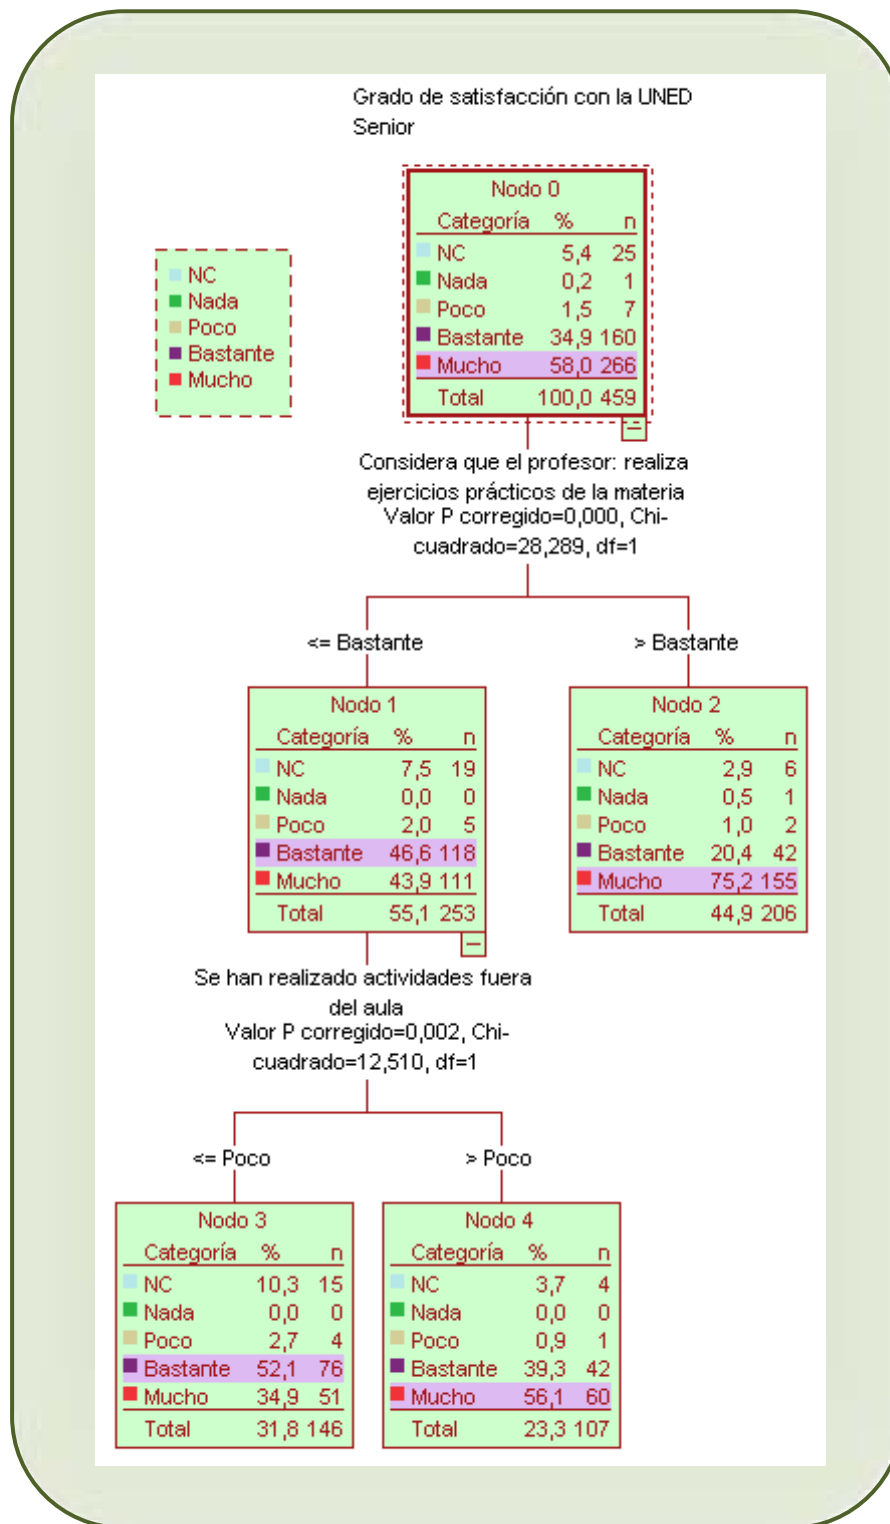 Grado de satisfacción con la UNED
Senior
Nodo 0
Categoría % n
NC 5,4 25
Nada 0,2 1
Poco 1,5 7
Bastante 34,9 160
Mucho 58,0 266
Total 100,0 459
NC
Nada
Poco
Bastante
Mucho
Considera que el profesor: realiza
ejercicios prácticos de la materia
Valor P corregido=0,000, Chi-
cuadrado=28,289, df=1
<= Bastante
> Bastante
Nodo 1
Categoría % n
NC 7,5 19
Nada 0,0 0
Poco 2,0 5
Bastante 46,6 118
Mucho 43,9 111
Total 55,1 253
Nodo 2
Categoría % n
NC 2,9 6
Nada 0,5 1
Poco 1,0 2
Bastante 20,4 42
Mucho 75,2 155
Total 44,9 206
Se han realizado actividades fuera
del aula
Valor P corregido=0,002, Chi-
cuadrado=12,510, df=1
<= Poco
> Poco
Nodo 3
Categoría % n
NC 10,3 15
Nada 0,0 0
Poco 2,7 4
Bastante 52,1 76
Mucho 34,9 51
Total 31,8 146
Nodo 4
Categoría % n
NC 3,7 4
Nada 0,0 0
Poco 0,9 1
Bastante 39,3 42
Mucho 56,1 60
Total 23,3 107